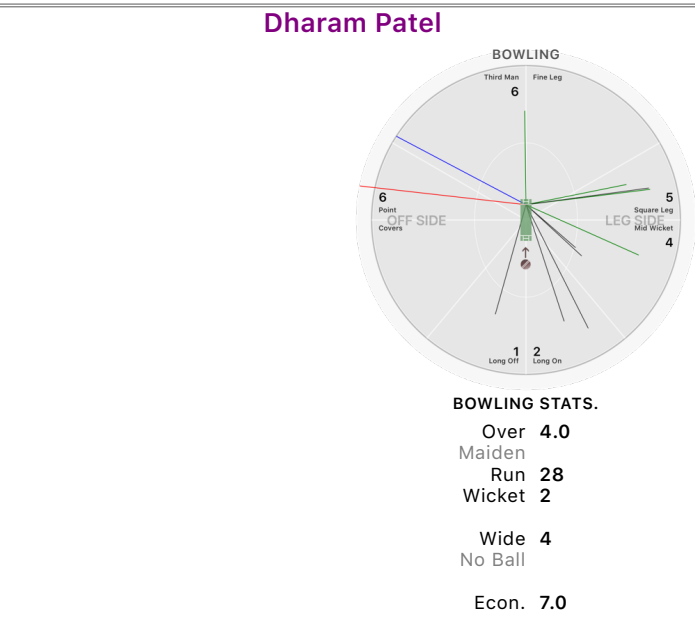 Dharam Patel
BOWLING
Third Man Fine Leg
6
6 5
Point Square Leg
OFF SIDE LEG SIDE
Covers Mid Wicket
4
1 2
Long Off Long On
BOWLING STATS.
Over 4.0
Maiden
Run 28
Wicket 2
Wide 4
No Ball
Econ. 7.0